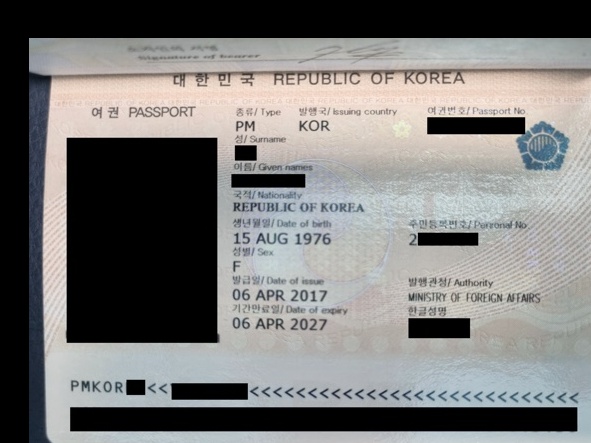 Signature of bearer
대한민국 REPUBLIC OF KOREA
여권 PASSPORT
종류/ Type 발행국/ Issuing country 여권번호/ Passport No
PM KOR
성/ Surname
이름/ Given names
국적/ Nationality
REPUBLIC OF KOREA
생년월일/ Date of birth 주민등록번호/ Personal No
15 AUG 1976 2
성별/ Sex
F
발급일/ Date of issue 발행관청/ Authority
06 APR 2017 MINISTRY OF FOREIGN AFFAIRS
기간만료일/ Date of expiry 한글성명
06 APR 2027
PMKOR <<
<<<<<<<<<<<<<<<<<<<<<<<<<<<<<<